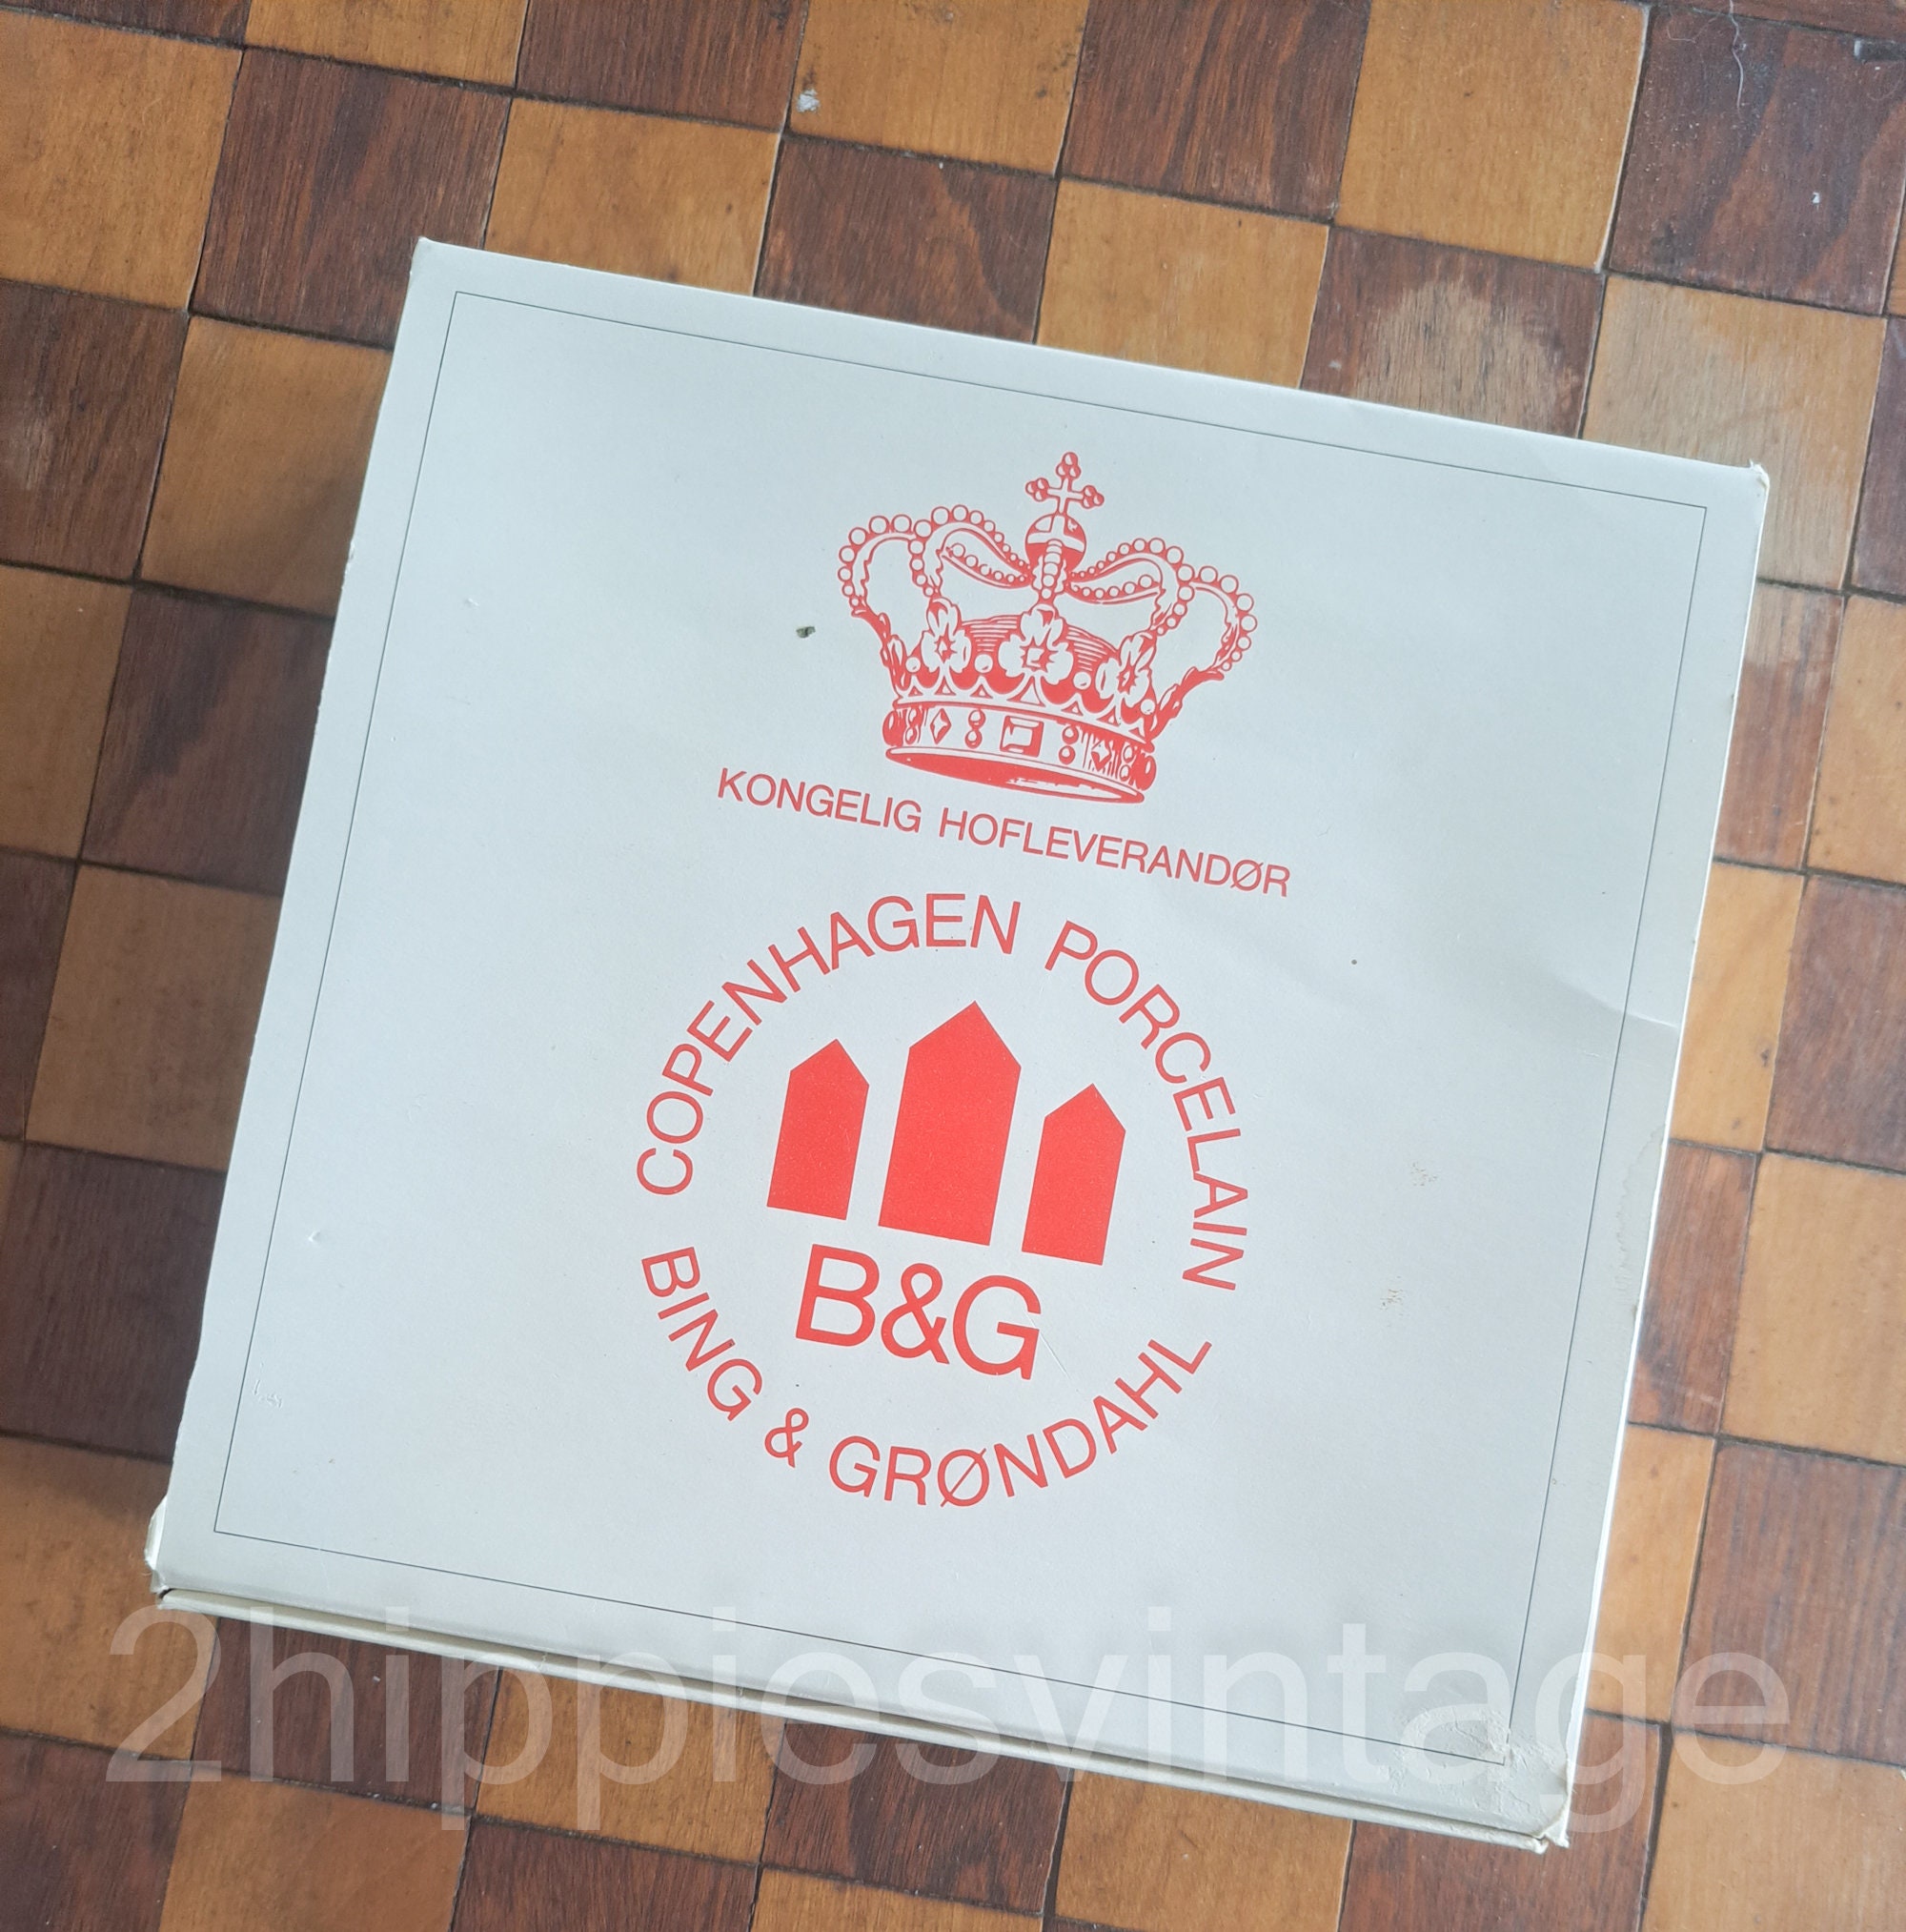 KONGELIG HOFLEVERANDØR
COPENHAGEN PORCELAIN
B&G
BING & GRØNDAHL
2hippiesvintage